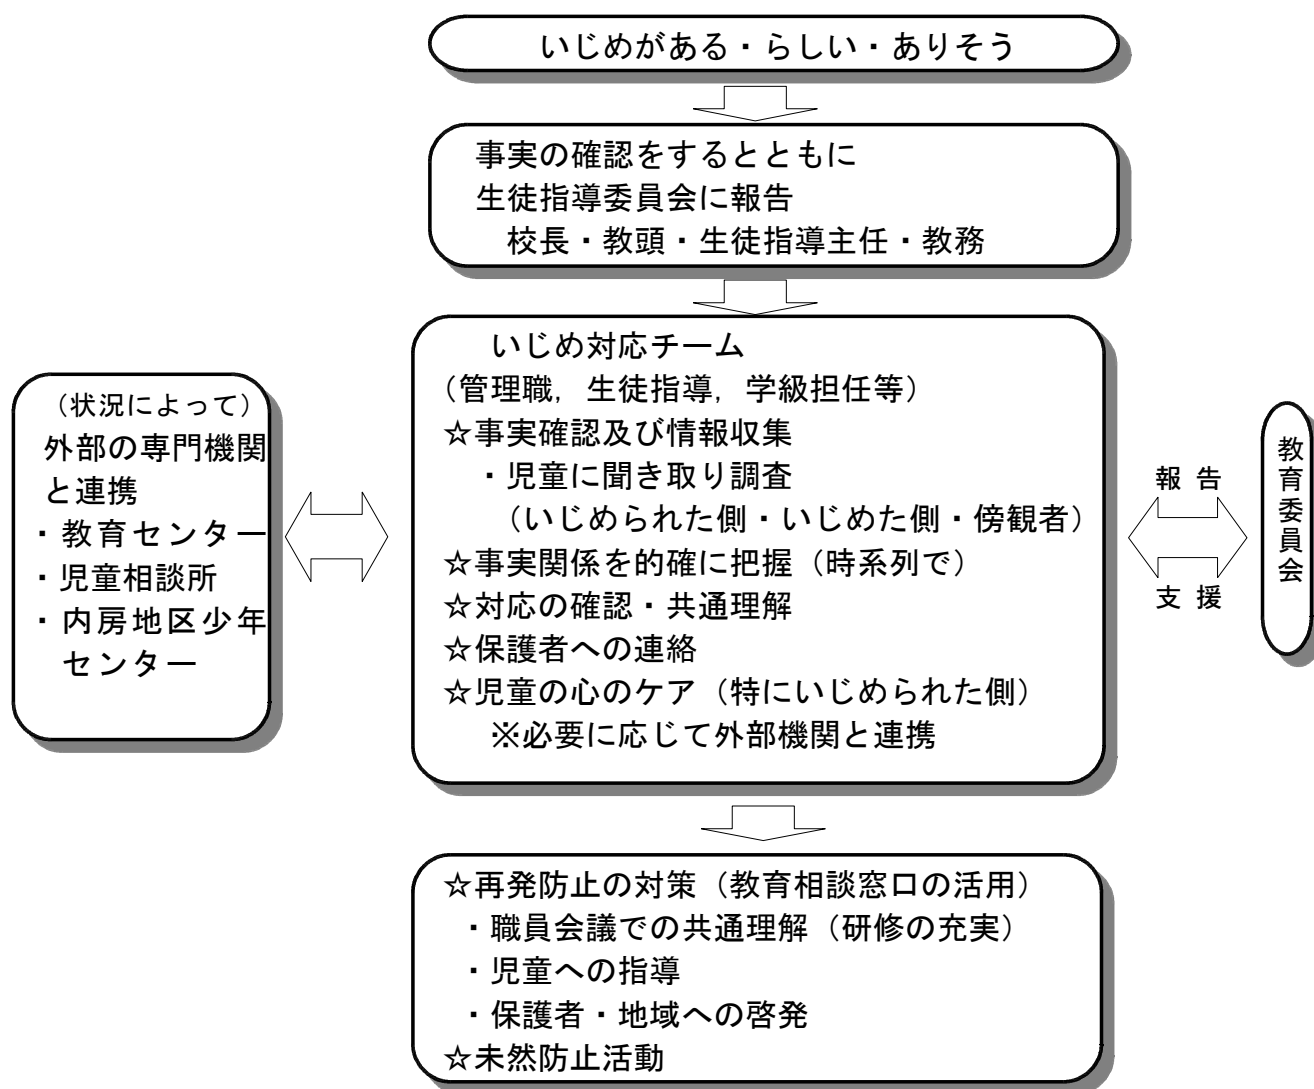 いじめがある・らしい・ありそう
事実の確認をするとともに
生徒指導委員会に報告
校長・教頭・生徒指導主任・教務
いじめ対応チーム
(管理職，生徒指導，学級担任等)
☆事実確認及び情報収集
・児童に聞き取り調査
(いじめられた側・いじめた側・傍観者)
☆事実関係を的確に把握（時系列で）
☆対応の確認・共通理解
☆保護者への連絡
☆児童の心のケア（特にいじめられた側）
※必要に応じて外部機関と連携
（状況によって）
外部の専門機関
と連携
・教育センター
・児童相談所
・内房地区少年
センター
報告
支援
教育委員会
☆再発防止の対策（教育相談窓口の活用）
・職員会議での共通理解（研修の充実）
・児童への指導
・保護者・地域への啓発
☆未然防止活動